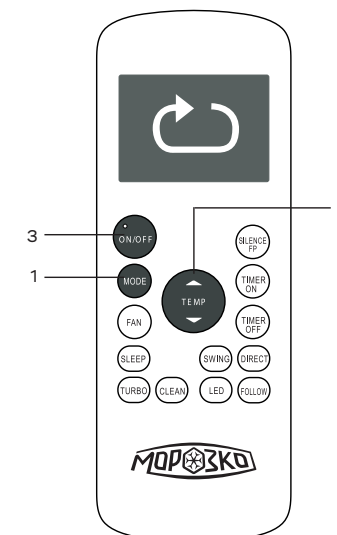 3
ON/OFF
SILENCE
FP
1
MODE
TEMP
TIMER
ON
FAN
TIMER
OFF
SLEEP
SWING
DIRECT
TURBO
CLEAN
LED
FOLLOW
МОРОЗКО